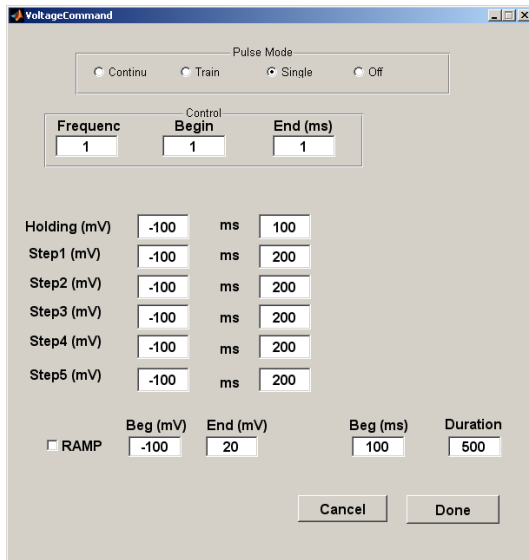 VoltageCommand
Pulse Mode
Continu Train Single Off
Control
Frequenc Begin End (ms)
1 1 1
Holding (mV) -100 ms 100
Step1 (mV) -100 ms 200
Step2 (mV) -100 ms 200
Step3 (mV) -100 ms 200
Step4 (mV) -100 ms 200
Step5 (mV) -100 ms 200
Beg (mV) End (mV) Beg (ms) Duration
RAMP -100 20 100 500
Cancel Done